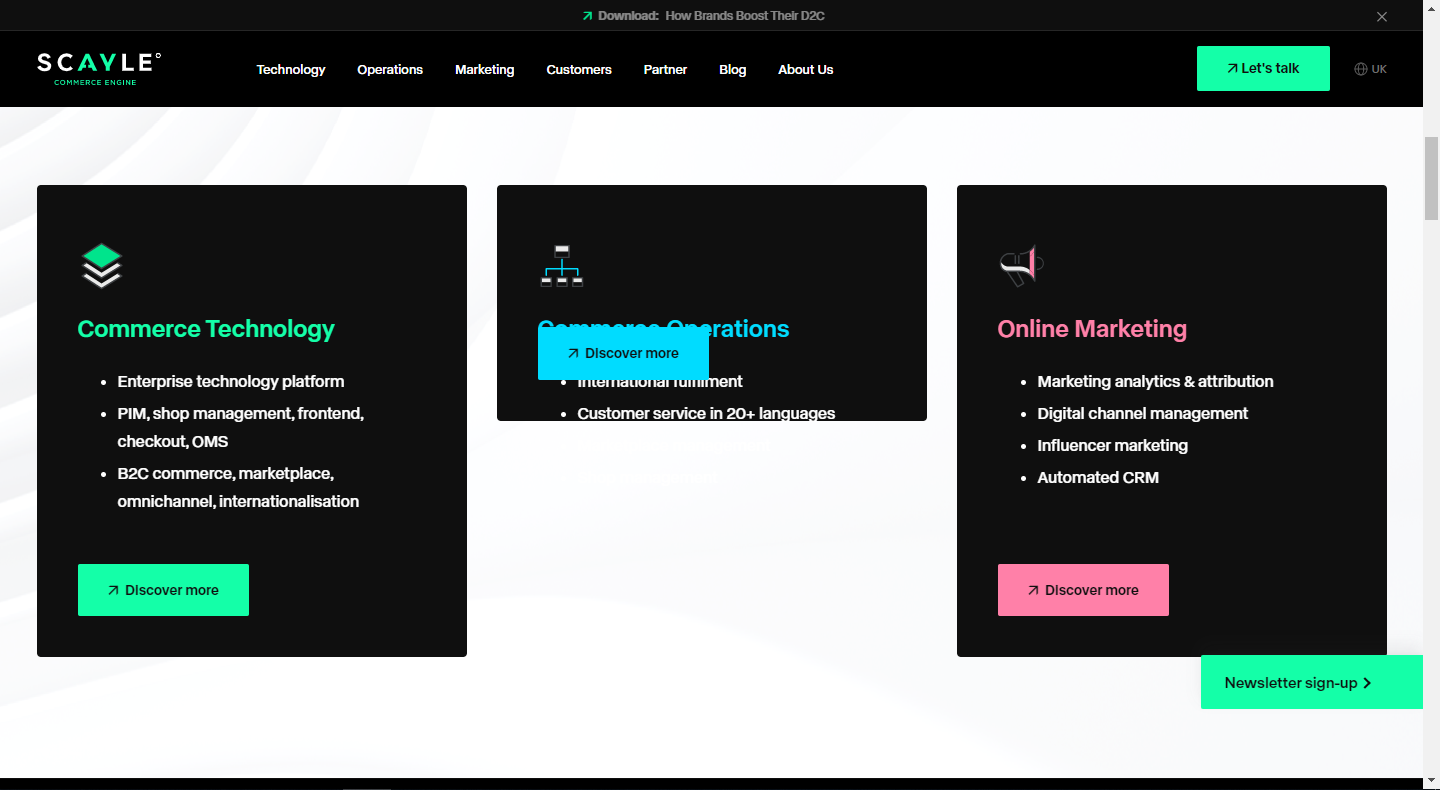 Download: How Brands Boost Their D2C
SCAYLE
COMMERCE ENGINE
Technology
Operations
Marketing
Customers
Partner
Blog
About Us
Let's talk
UK
Commerce Technology
Enterprise technology platform
PIM, shop management, frontend,
checkout, OMS
B2C commerce, marketplace,
omnichannel, internationalisation
Discover more
Commerce Operations
Discover more
International fulfilment
Customer service in 20+ languages
Online Marketing
Marketing analytics & attribution
Digital channel management
Influencer marketing
Automated CRM
Discover more
Newsletter sign-up